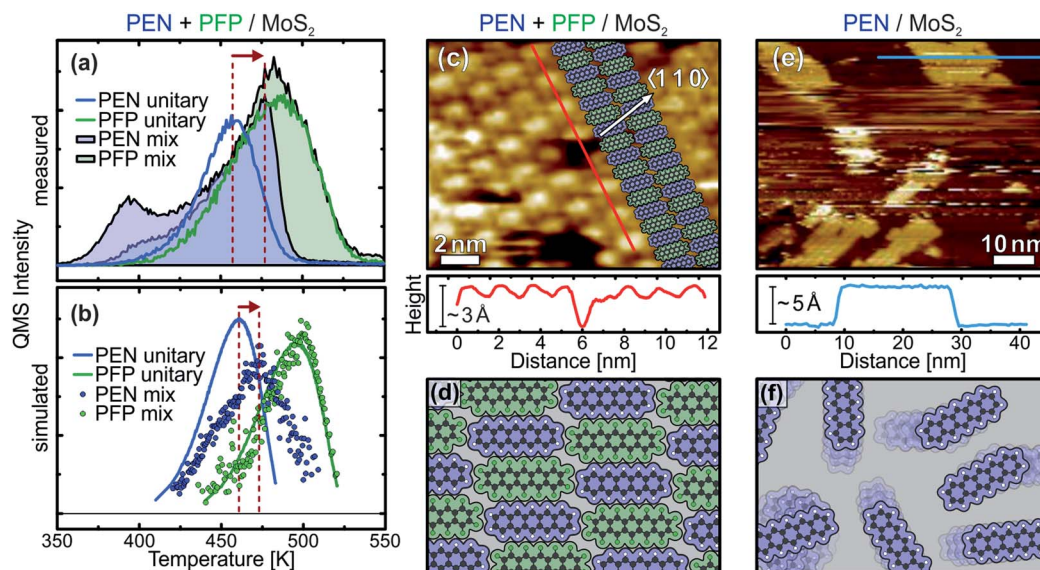 PEN + PFP / MoS₂
(a)
PEN unitary
PFP unitary
PEN mix
PFP mix
measured
(b)
PEN unitary
PFP unitary
PEN mix
PFP mix
simulated
QMS Intensity
350 400 450 500 550
Temperature [K]
PEN + PFP / MoS₂
(c)
⟨1 1 0⟩
2 nm
Height
~3 Å
0 2 4 6 8 10 12
Distance [nm]
(d)
PEN / MoS₂
(e)
10 nm
~5 Å
0 10 20 30 40
Distance [nm]
(f)